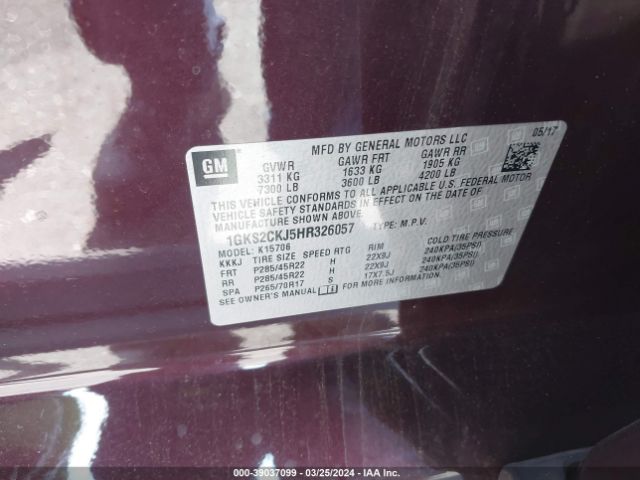 05/17
MFD BY GENERAL MOTORS LLC
GM
GVWR GAWR FRT GAWR RR
3311 KG 1633 KG 1905 KG
7300 LB 3600 LB 4200 LB
THIS VEHICLE CONFORMS TO ALL APPLICABLE U.S. FEDERAL MOTOR
VEHICLE SAFETY STANDARDS IN EFFECT ON THE DATE OF
MANUFACTURE SHOWN ABOVE.
1GKS2CKJ5HR326057 TYPE: M.P.V.
MODEL: K15706
KKKJ TIRE SIZE SPEED RTG RIM COLD TIRE PRESSURE
FRT P285/45R22 H 22X9J 240KPA(35PSI)
RR P285/45R22 H 22X9J 240KPA(35PSI)
SPA P265/70R17 S 17X7.5J 240KPA(35PSI)
SEE OWNER'S MANUAL
000-39037099 - 03/25/2024 - IAA Inc.